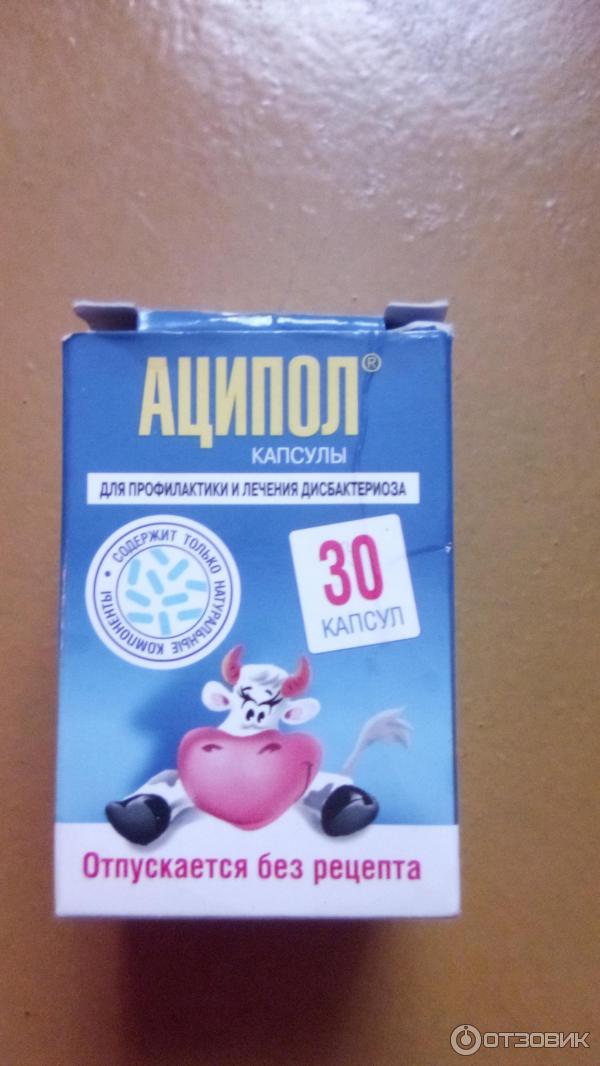 АЦИПОЛ®
КАПСУЛЫ
ДЛЯ ПРОФИЛАКТИКИ И ЛЕЧЕНИЯ ДИСБАКТЕРИОЗА
• СОДЕРЖИТ ТОЛЬКО НАТУРАЛЬНЫЕ КОМПОНЕНТЫ
30
КАПСУЛ
Отпускается без рецепта
ОТЗОВИК